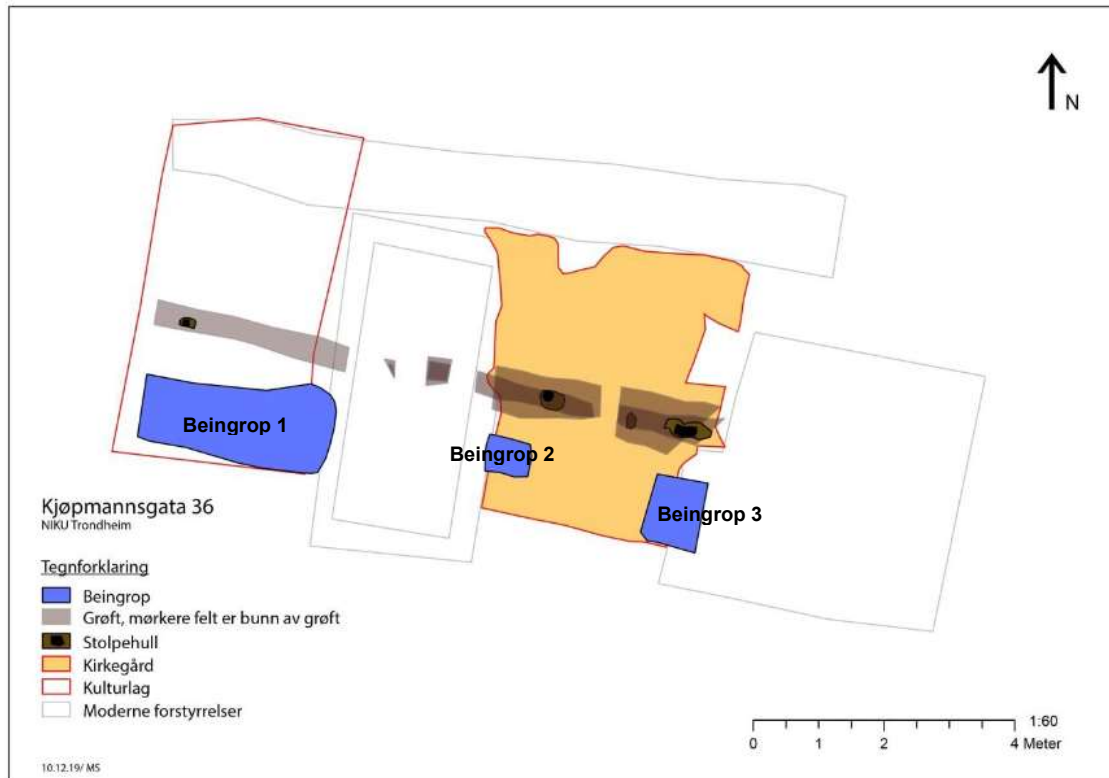 N
Beingrop 1
Beingrop 2
Beingrop 3
Kjøpmannsgata 36
NIKU Trondheim
Tegnforklaring
Beingrop
Grøft, mørkere felt er bunn av grøft
Stolpehull
Kirkegård
Kulturlag
Moderne forstyrrelser
1:60
0 1 2 4 Meter
10.12.19/ MS